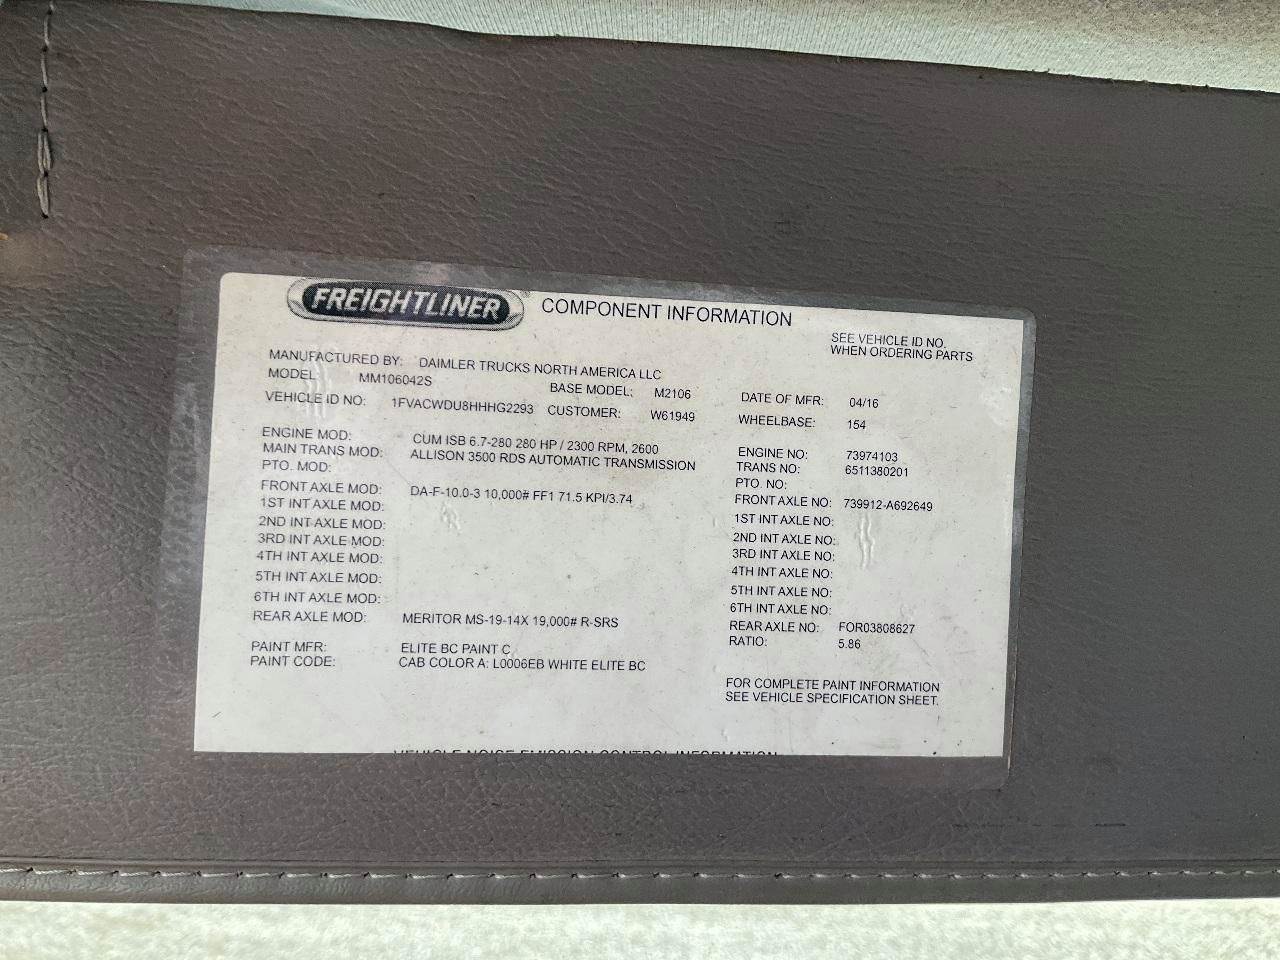 FREIGHTLINER COMPONENT INFORMATION
SEE VEHICLE ID NO.
WHEN ORDERING PARTS
MANUFACTURED BY: DAIMLER TRUCKS NORTH AMERICA LLC
MODEL: MM106042S BASE MODEL: M2106 DATE OF MFR: 04/16
VEHICLE ID NO: 1FVACWDU8HHHG2293 CUSTOMER: W61949 WHEELBASE: 154
ENGINE MOD: CUM ISB 6.7-280 280 HP / 2300 RPM, 2600 ENGINE NO: 73974103
MAIN TRANS MOD: ALLISON 3500 RDS AUTOMATIC TRANSMISSION TRANS NO: 6511380201
PTO. MOD: PTO. NO:
FRONT AXLE MOD: DA-F-10.0-3 10,000# FF1 71.5 KPI/3.74 FRONT AXLE NO: 739912-A692649
1ST INT AXLE MOD: 1ST INT AXLE NO:
2ND INT AXLE MOD: 2ND INT AXLE NO:
3RD INT AXLE MOD: 3RD INT AXLE NO:
4TH INT AXLE MOD: 4TH INT AXLE NO:
5TH INT AXLE MOD: 5TH INT AXLE NO:
6TH INT AXLE MOD: 6TH INT AXLE NO:
REAR AXLE MOD: MERITOR MS-19-14X 19,000# R-SRS REAR AXLE NO: FOR03808627
RATIO: 5.86
PAINT MFR: ELITE BC PAINT C
PAINT CODE: CAB COLOR A: L0006EB WHITE ELITE BC
FOR COMPLETE PAINT INFORMATION
SEE VEHICLE SPECIFICATION SHEET.
VEHICLE NOISE EMISSION CONTROL INFORMATION